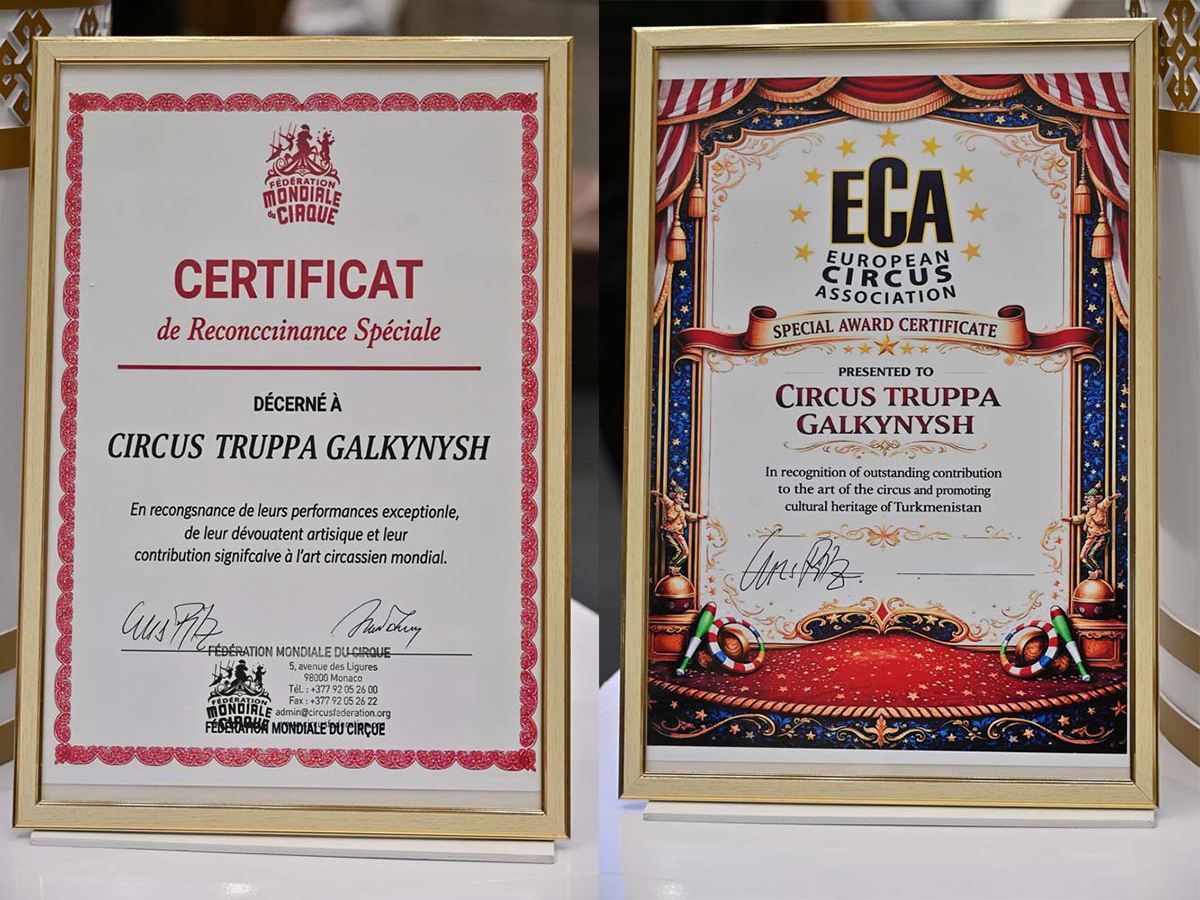 FÉDÉRATION
MONDIALE
du CIRQUE
CERTIFICAT
de Reconcciinance Spéciale
DÉCERNÉ À
CIRCUS TRUPPA GALKYNYSH
En recongsnance de leurs performances exceptionle,
de leur dévouatent artisique et leur
contribution signifcalve à l'art circassien mondial.
FÉDÉRATION MONDIALE DU CIRQUE
5, avenue des Ligures
98000 Monaco
Tél. : +377 92 05 26 00
Fax : +377 92 05 26 22
admin@circusfederation.org
FÉDÉRATION
MONDIALE
du CIRQUE
FÉDÉRATION MONDIALE DU CIRQUE
ECA
EUROPEAN
CIRCUS
ASSOCIATION
SPECIAL AWARD CERTIFICATE
PRESENTED TO
CIRCUS TRUPPA
GALKYNYSH
In recognition of outstanding contribution
to the art of the circus and promoting
cultural heritage of Turkmenistan